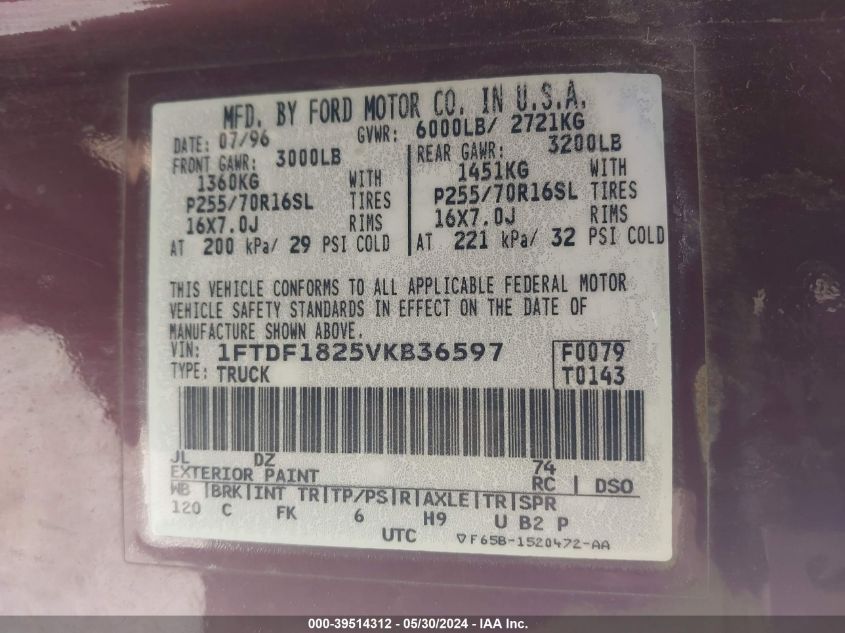 MFD. BY FORD MOTOR CO. IN U.S.A.
DATE: 07/96 GVWR: 6000LB/ 2721KG
FRONT GAWR: 3000LB REAR GAWR: 3200LB
1360KG WITH 1451KG WITH
P255/70R16SL TIRES P255/70R16SL TIRES
16X7.0J RIMS 16X7.0J RIMS
AT 200 kPa/ 29 PSI COLD AT 221 kPa/ 32 PSI COLD
THIS VEHICLE CONFORMS TO ALL APPLICABLE FEDERAL MOTOR
VEHICLE SAFETY STANDARDS IN EFFECT ON THE DATE OF
MANUFACTURE SHOWN ABOVE.
VIN: 1FTDF1825VKB36597 F0079
TYPE: TRUCK T0143
JL DZ 74
EXTERIOR PAINT RC | DSO
WB |BRK|INT TR|TP/PS|R|AXLE|TR|SPR
120 C FK 6 H9 U B2 P
UTC ▽F65B-1520472-AA
000-39514312 - 05/30/2024 - IAA Inc.